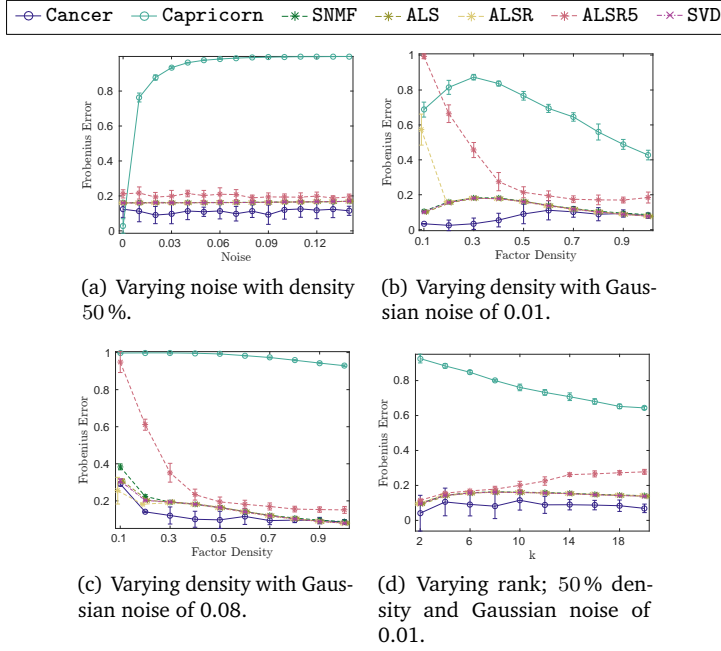 Cancer Capricorn SNMF ALS ALSR ALSR5 SVD
1
0.8
0.6
0.4
0.2
0
Frobenius Error
0 0.03 0.06 0.09 0.12
Noise
(a) Varying noise with density
50 %.
1
0.8
0.6
0.4
0.2
0
Frobenius Error
0.1 0.3 0.5 0.7 0.9
Factor Density
(b) Varying density with Gaus-
sian noise of 0.01.
1
0.8
0.6
0.4
0.2
Frobenius Error
0.1 0.3 0.5 0.7 0.9
Factor Density
(c) Varying density with Gaus-
sian noise of 0.08.
0.8
0.6
0.4
0.2
0
Frobenius Error
2 6 10 14 18
k
(d) Varying rank; 50 % den-
sity and Gaussian noise of
0.01.